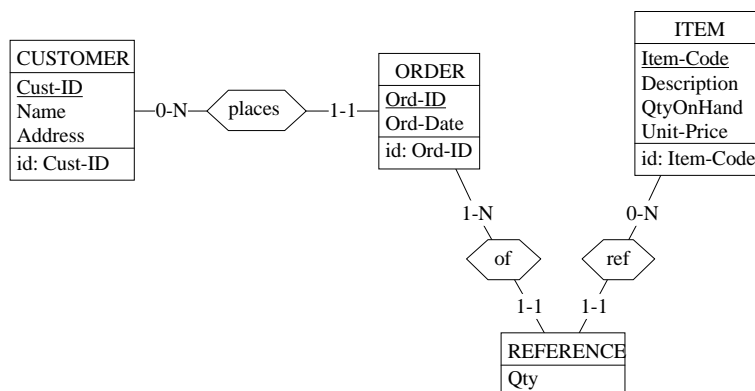 CUSTOMER
Cust-ID
Name
Address
id: Cust-ID
0-N
places
1-1
ORDER
Ord-ID
Ord-Date
id: Ord-ID
ITEM
Item-Code
Description
QtyOnHand
Unit-Price
id: Item-Code
1-N
of
1-1
0-N
ref
1-1
REFERENCE
Qty